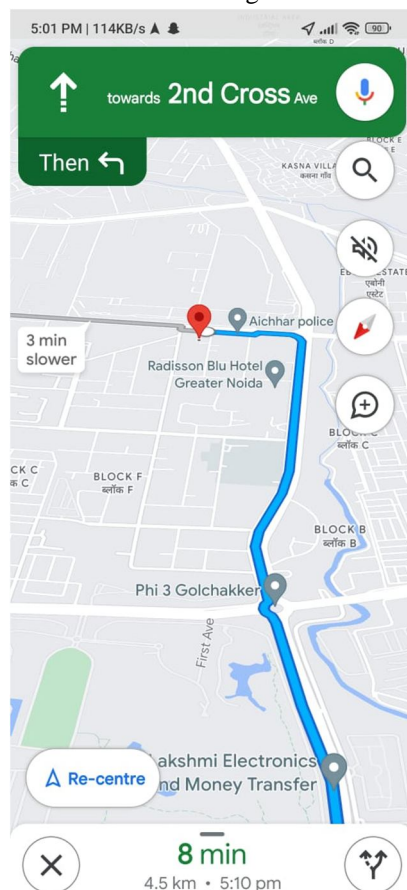 5:01 PM | 114KB/s
90
towards 2nd Cross Ave
Then
BLOCK E
KASNA VILLA
कसना गाँव
एबोनी
एस्टेट
Aichhar police
3 min
slower
Radisson Blu Hotel
Greater Noida
ब्लॉक C
BLOCK F
ब्लॉक F
BLOCK B
ब्लॉक B
Phi 3 Golchakker
First Ave
akshmi Electronics
nd Money Transfer
Re-centre
8 min
4.5 km • 5:10 pm